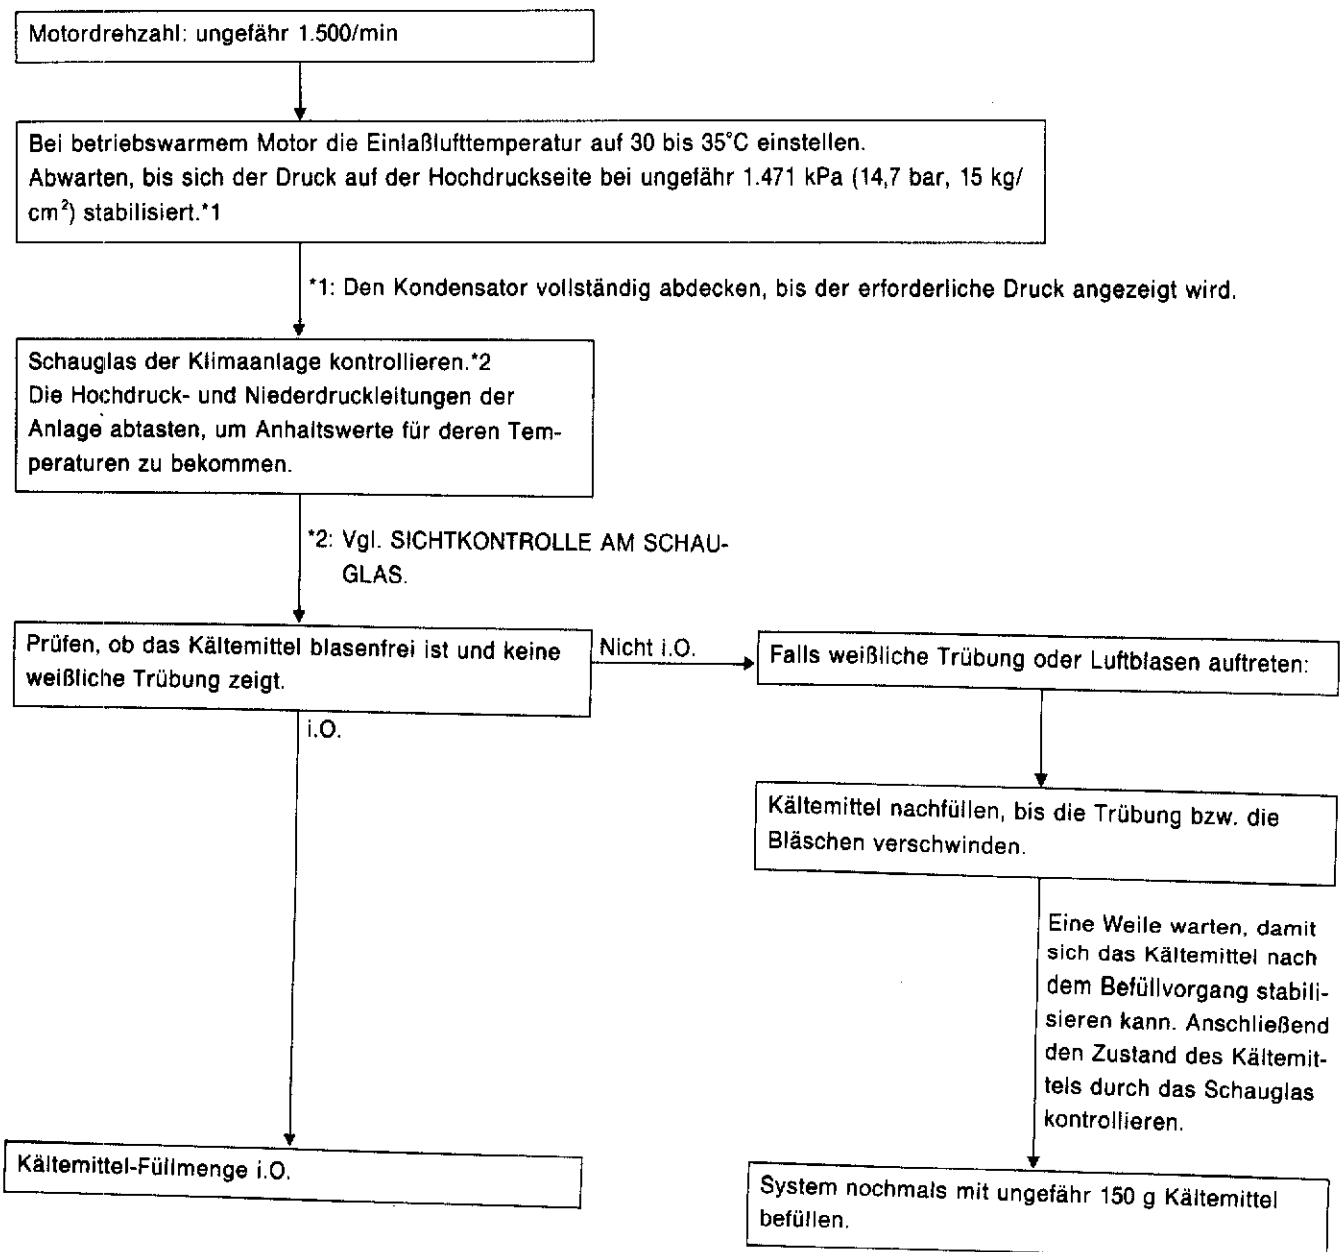 Motordrehzahl: ungefähr 1.500/min
Bei betriebswarmem Motor die Einlaßlufttemperatur auf 30 bis 35°C einstellen.
Abwarten, bis sich der Druck auf der Hochdruckseite bei ungefähr 1.471 kPa (14,7 bar, 15 kg/
cm²) stabilisiert.*1
*1: Den Kondensator vollständig abdecken, bis der erforderliche Druck angezeigt wird.
Schauglas der Klimaanlage kontrollieren.*2
Die Hochdruck- und Niederdruckleitungen der
Anlage abtasten, um Anhaltswerte für deren Tem-
peraturen zu bekommen.
*2: Vgl. SICHTKONTROLLE AM SCHAU-
GLAS.
Prüfen, ob das Kältemittel blasenfrei ist und keine
weißliche Trübung zeigt.
Nicht i.O.
Falls weißliche Trübung oder Luftblasen auftreten:
i.O.
Kältemittel nachfüllen, bis die Trübung bzw. die
Bläschen verschwinden.
Eine Weile warten, damit
sich das Kältemittel nach
dem Befüllvorgang stabili-
sieren kann. Anschließend
den Zustand des Kältemit-
tels durch das Schauglas
kontrollieren.
Kältemittel-Füllmenge i.O.
System nochmals mit ungefähr 150 g Kältemittel
befüllen.